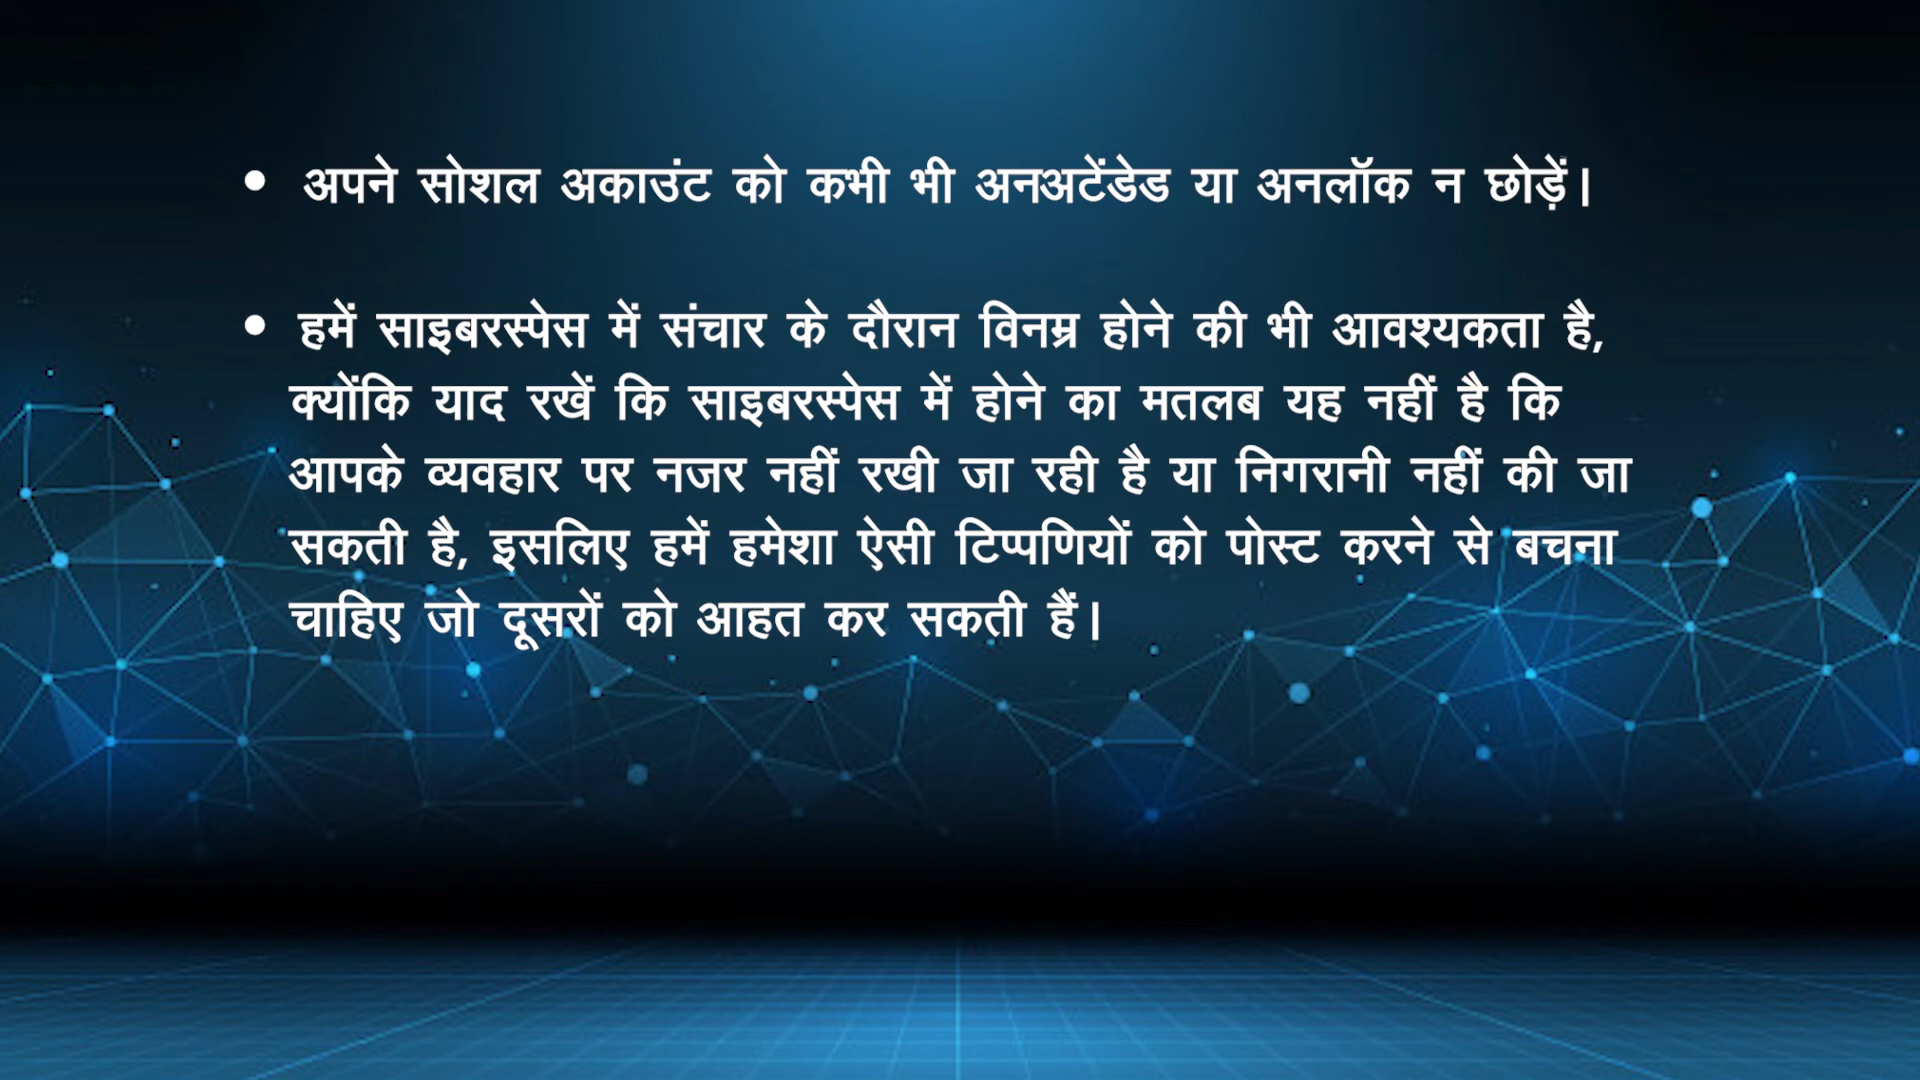 • अपने सोशल अकाउंट को कभी भी अनअटेंडेड या अनलॉक न छोड़ें।
• हमें साइबरस्पेस में संचार के दौरान विनम्र होने की भी आवश्यकता है,
क्योंकि याद रखें कि साइबरस्पेस में होने का मतलब यह नहीं है कि
आपके व्यवहार पर नजर नहीं रखी जा रही है या निगरानी नहीं की जा
सकती है, इसलिए हमें हमेशा ऐसी टिप्पणियों को पोस्ट करने से बचना
चाहिए जो दूसरों को आहत कर सकती हैं।